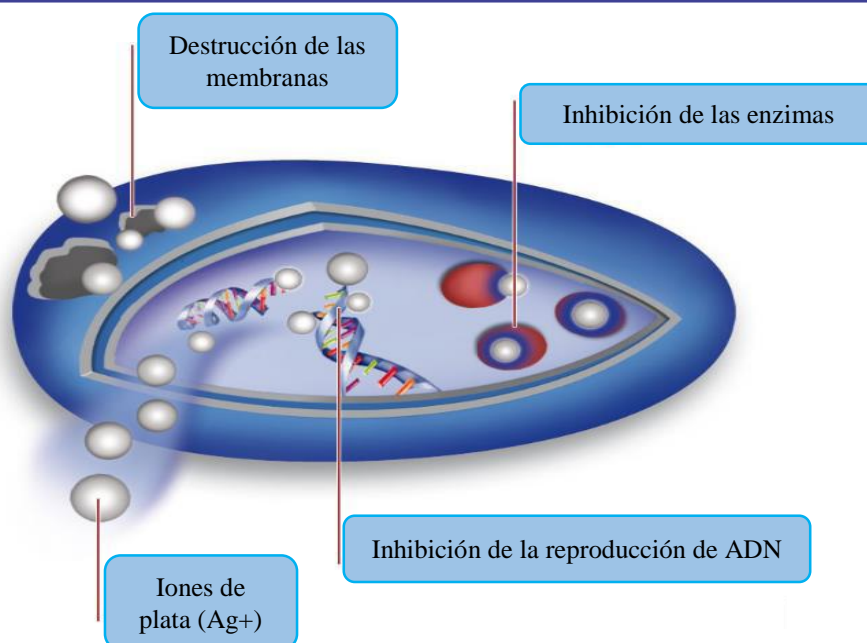 Destrucción de las
membranas
Inhibición de las enzimas
Inhibición de la reproducción de ADN
Iones de
plata (Ag+)